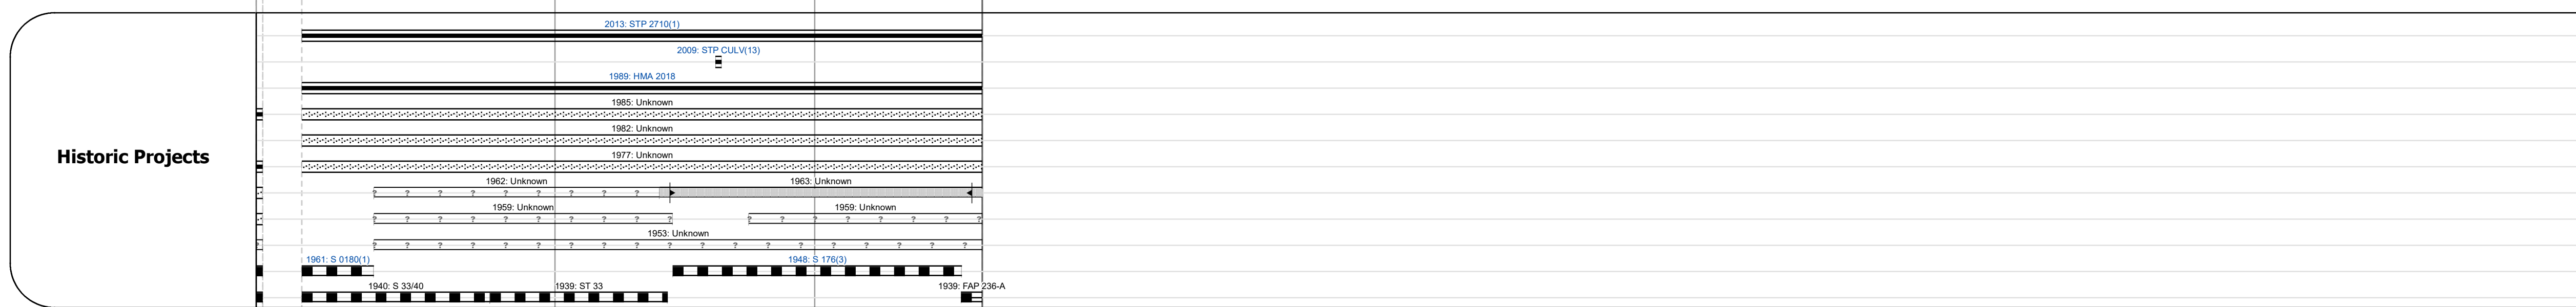 2013: STP 2710(1)
2009: STP CULV(13)
1989: HMA 2018
1985: Unknown
1982: Unknown
Historic Projects
1977: Unknown
1962: Unknown
1963: Unknown
? ? ? ? ? ? ? ? ?
1959: Unknown
1959: Unknown
? ? ? ? ? ? ? ? ? ?
? ? ? ? ? ? ? ?
1953: Unknown
? ? ? ? ? ? ? ? ? ? ? ? ? ? ? ? ? ? ?
1961: S 0180(1)
1948: S 176(3)
1940: S 33/40
1939: ST 33
1939: FAP 236-A